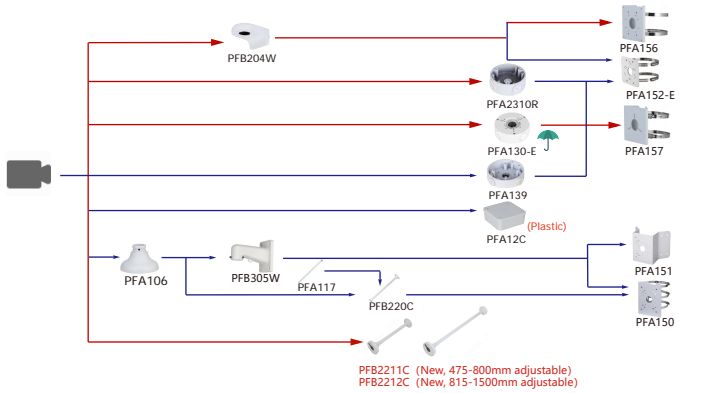 PFA156
PFB204W
PFA152-E
PFA2310R
PFA130-E
PFA157
PFA139
(Plastic)
PFA12C
PFA151
PFA106
PFB305W
PFA117
PFB220C
PFA150
PFB2211C (New, 475-800mm adjustable)
PFB2212C (New, 815-1500mm adjustable)